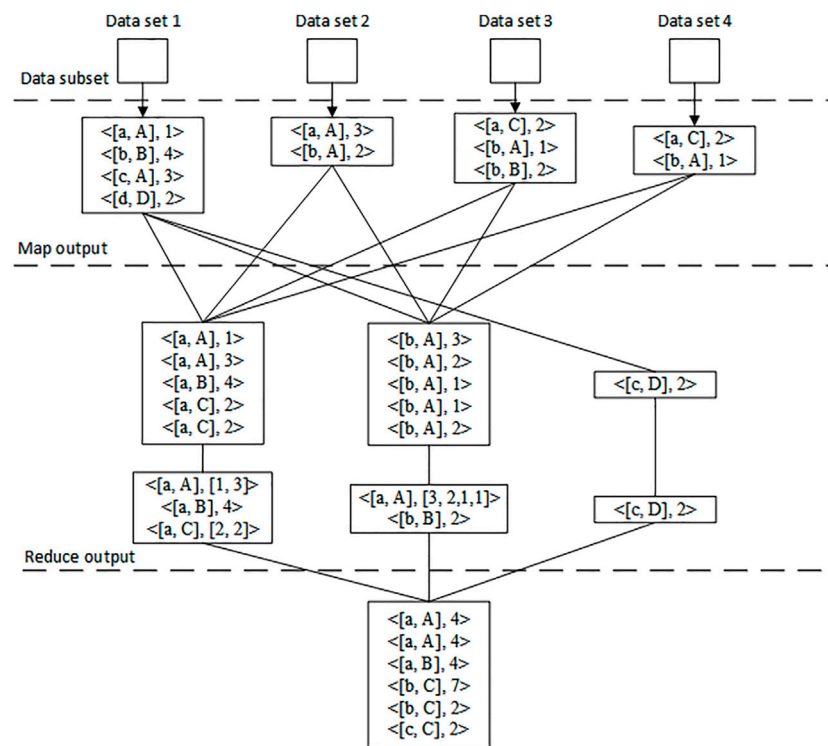 Data set 1
Data set 2
Data set 3
Data set 4
Data subset
<[a, A], 1>
<[b, B], 4>
<[c, A], 3>
<[d, D], 2>
<[a, A], 3>
<[b, A], 2>
<[a, C], 2>
<[b, A], 1>
<[b, B], 2>
<[a, C], 2>
<[b, A], 1>
Map output
<[a, A], 1>
<[a, A], 3>
<[a, B], 4>
<[a, C], 2>
<[a, C], 2>
<[b, A], 3>
<[b, A], 2>
<[b, A], 1>
<[b, A], 1>
<[b, A], 2>
<[c, D], 2>
<[a, A], [1, 3]>
<[a, B], 4>
<[a, C], [2, 2]>
<[a, A], [3, 2,1,1]>
<[b, B], 2>
<[c, D], 2>
Reduce output
<[a, A], 4>
<[a, A], 4>
<[a, B], 4>
<[b, C], 7>
<[b, C], 2>
<[c, C], 2>